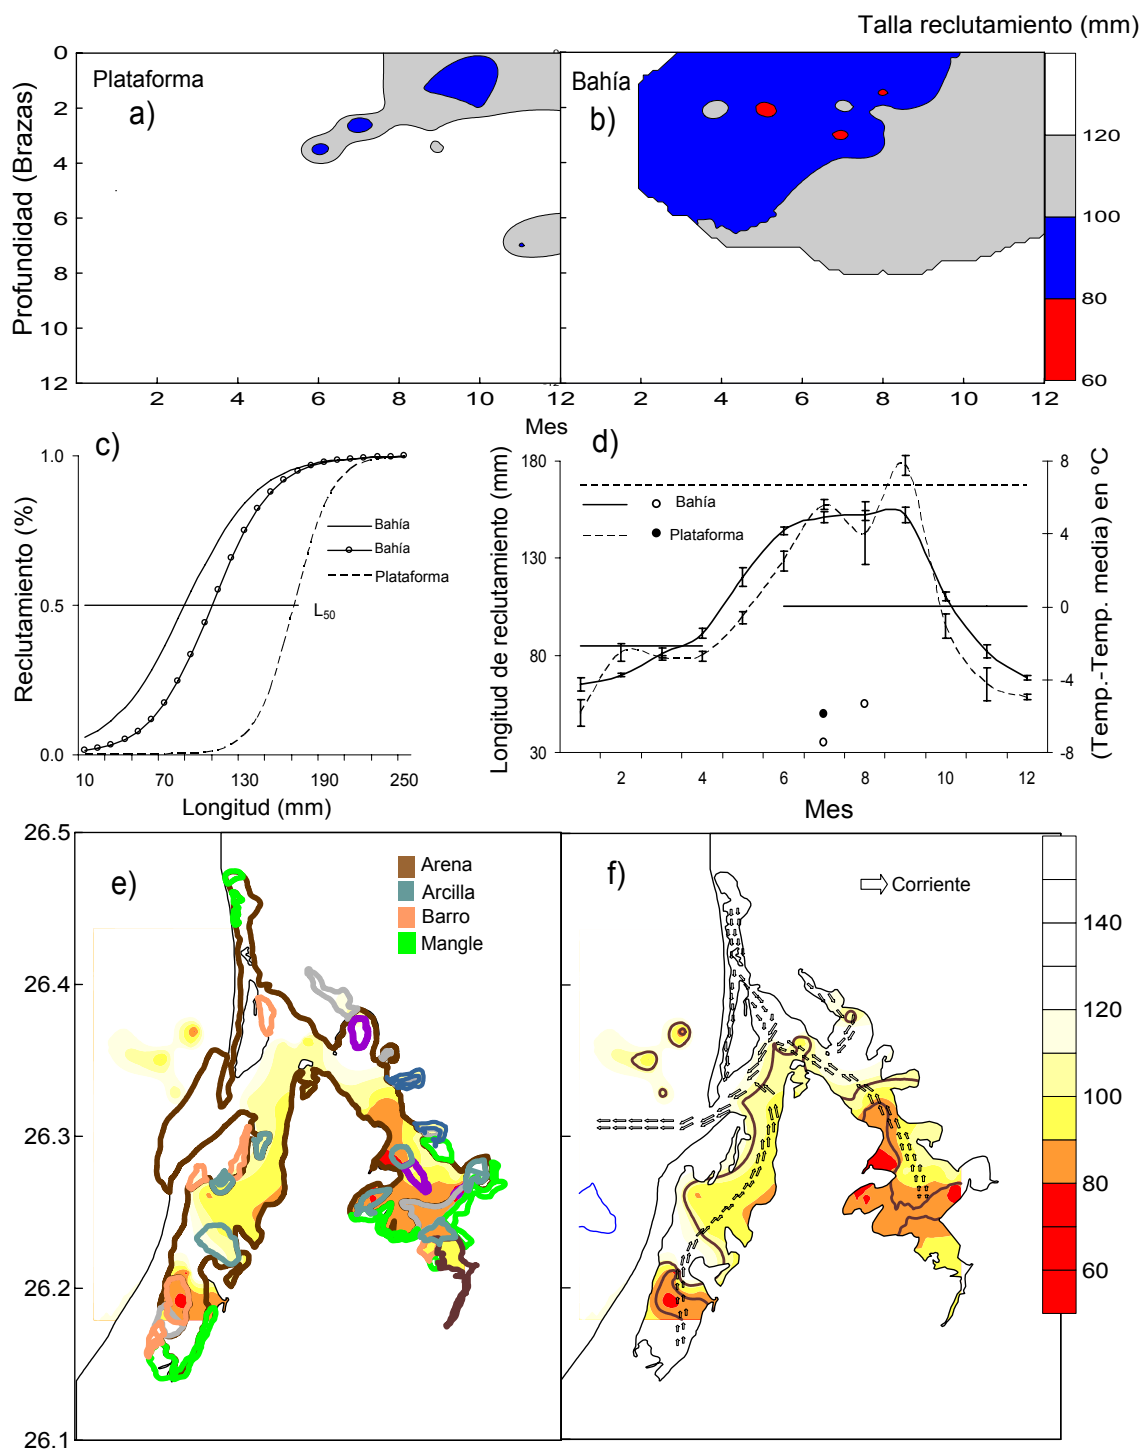 Talla reclutamiento (mm)
Plataforma
a)
Bahía
b)
Profundidad (Brazas)
0
2
4
6
8
10
12
2
4
6
8
10
12
2
4
6
8
10
12
Mes
120
100
80
60
c)
Reclutamiento (%)
1.0
0.5
0.0
Bahía
Bahía
Plataforma
L50
10
70
130
190
250
Longitud (mm)
d)
Longitud de reclutamiento (mm)
180
130
80
30
Bahía
Plataforma
8
4
0
-4
-8
(Temp.-Temp. media) en ºC
2
4
6
8
10
12
Mes
26.5
26.4
26.3
26.2
26.1
e)
Arena
Arcilla
Barro
Mangle
f)
Corriente
140
120
100
80
60